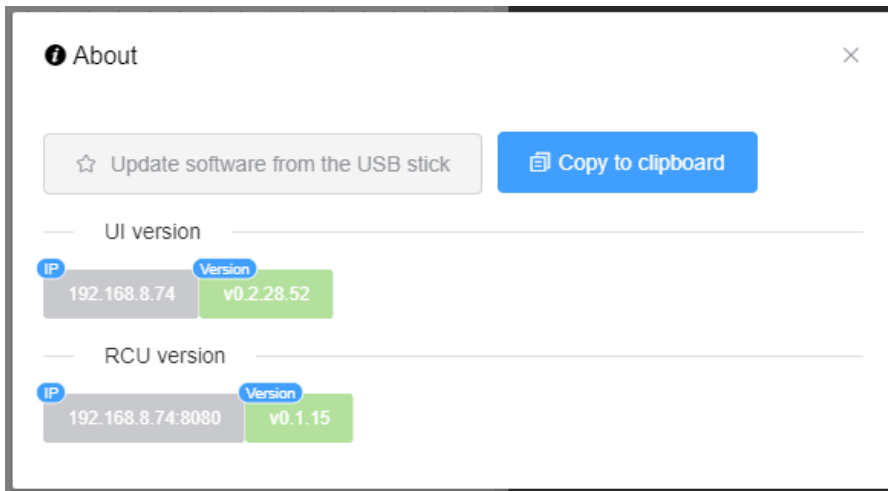 About
Update software from the USB stick
Copy to clipboard
UI version
IP
Version
192.168.8.74
v0.2.28.52
RCU version
IP
Version
192.168.8.74:8080
v0.1.15